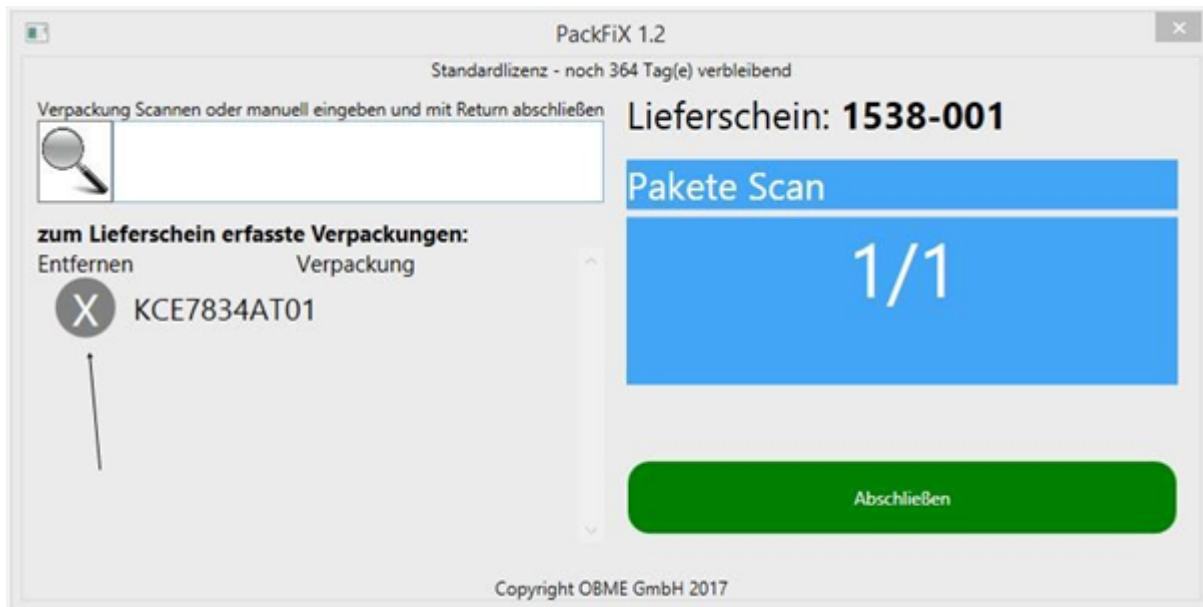 PackFiX 1.2
Standardlizenz - noch 364 Tag(e) verbleibend
Verpackung Scannen oder manuell eingeben und mit Return abschließen
zum Lieferschein erfasste Verpackungen:
Entfernen Verpackung
X KCE7834AT01
Lieferschein: 1538-001
Pakete Scan
1/1
Abschließen
Copyright OBME GmbH 2017